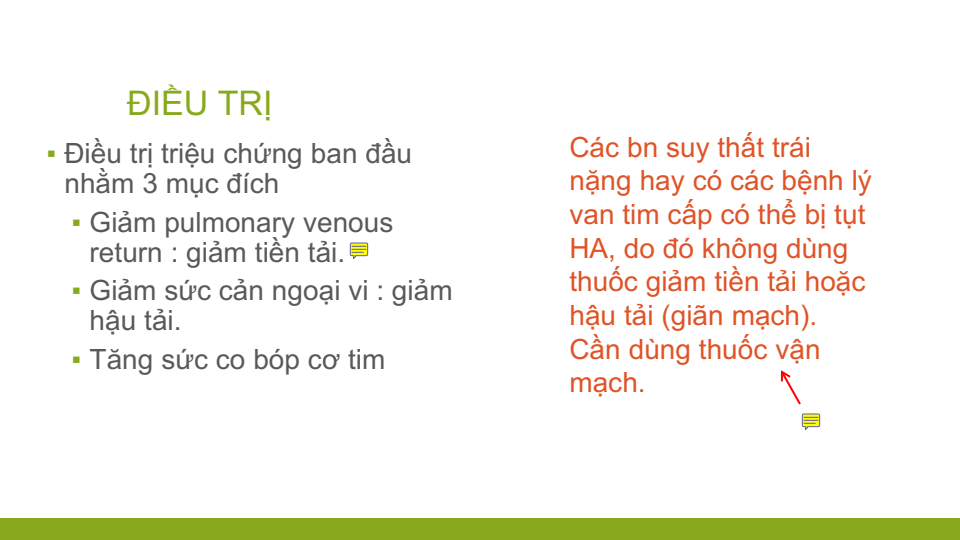 ĐIỀU TRỊ
▪ Điều trị triệu chứng ban đầu
nhằm 3 mục đích
▪ Giảm pulmonary venous
return : giảm tiền tải.
▪ Giảm sức cản ngoại vi : giảm
hậu tải.
▪ Tăng sức co bóp cơ tim
Các bn suy thất trái
nặng hay có các bệnh lý
van tim cấp có thể bị tụt
HA, do đó không dùng
thuốc giảm tiền tải hoặc
hậu tải (giãn mạch).
Cần dùng thuốc vận
mạch.